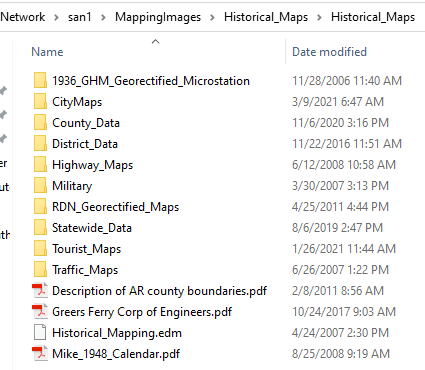 Network > san1 > MappingImages > Historical_Maps > Historical_Maps
Name Date modified
1936_GHM_Georectified_Microstation 11/28/2006 11:40 AM
CityMaps 3/9/2021 6:47 AM
County_Data 11/6/2020 3:16 PM
District_Data 11/22/2016 11:51 AM
Highway_Maps 6/12/2008 10:58 AM
Military 3/30/2007 3:13 PM
er
RDN_Georectified_Maps 4/25/2011 4:44 PM
ut
Statewide_Data 8/6/2019 2:47 PM
Tourist_Maps 1/26/2021 11:44 AM
th
Traffic_Maps 6/26/2007 1:22 PM
Description of AR county boundaries.pdf 2/8/2011 8:56 AM
Greers Ferry Corp of Engineers.pdf 10/24/2017 9:03 AM
Historical_Mapping.edm 4/24/2007 2:30 PM
Mike_1948_Calendar.pdf 8/25/2008 9:19 AM